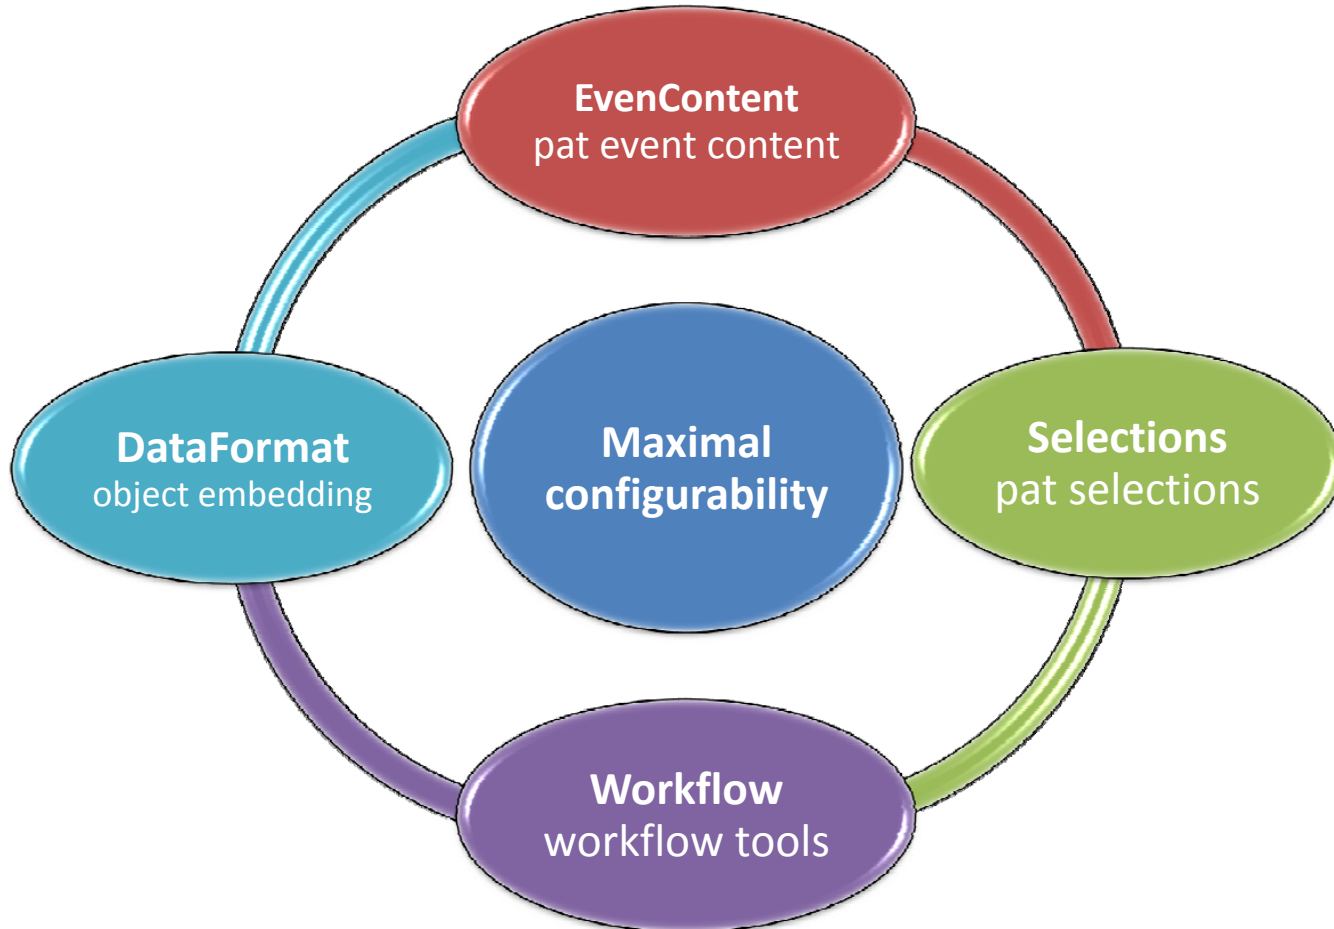 EvenContent
pat event content
DataFormat
object embedding
Maximal
configurability
Selections
pat selections
Workflow
workflow tools